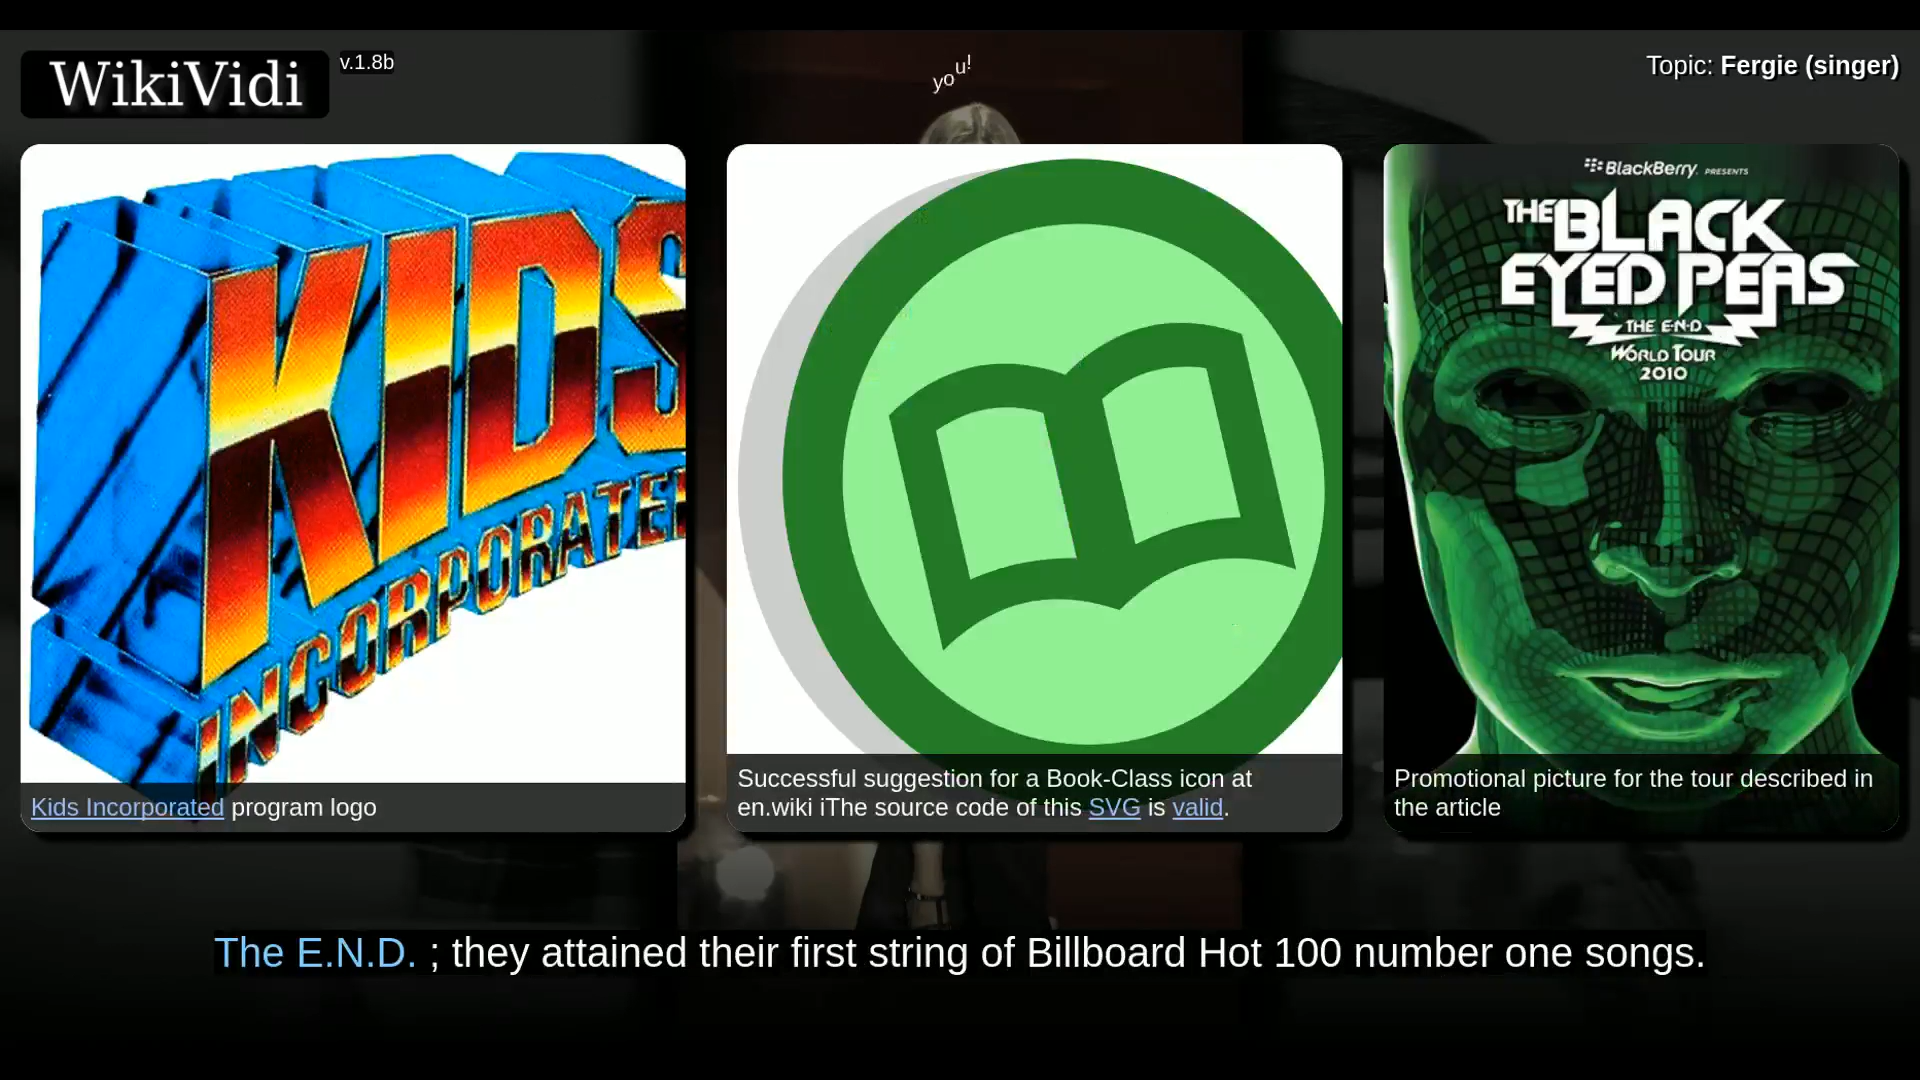 WikiVidi
v.1.8b
you!
Topic: Fergie (singer)
KIDS
INCORPORATED
Kids Incorporated program logo
Successful suggestion for a Book-Class icon at
en.wiki iThe source code of this SVG is valid.
BlackBerry. PRESENTS
THE BLACK
EYED PEAS
THE E·N·D
WORLD TOUR
2010
Promotional picture for the tour described in
the article
The E.N.D. ; they attained their first string of Billboard Hot 100 number one songs.